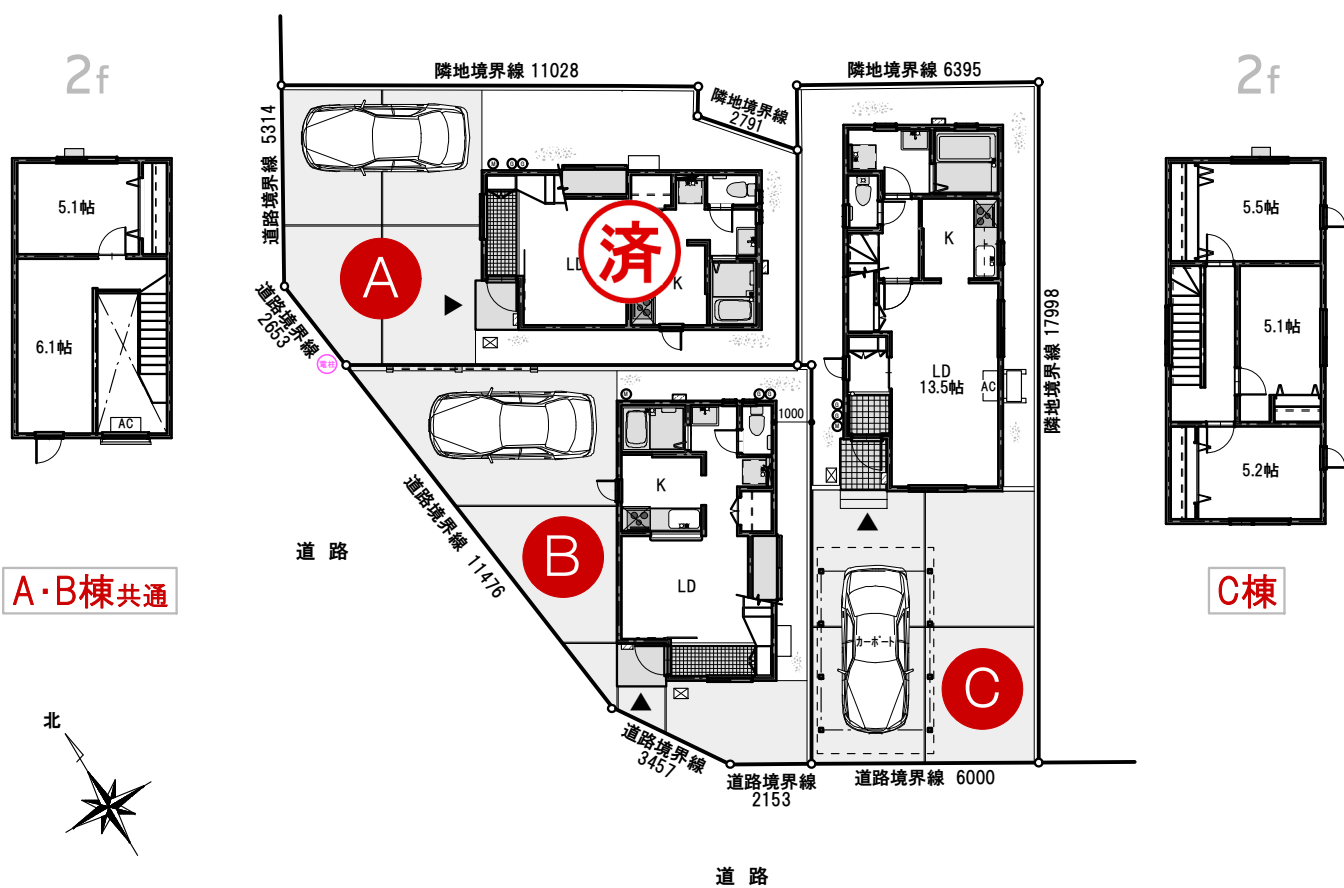 2f
5.1帖
6.1帖
AC
A・B棟共通
北
隣地境界線 11028
隣地境界線
2791
隣地境界線 6395
道路境界線 5314
道路境界線
2653
電柱
A
LD
K
済
道路境界線 11476
B
K
LD
1000
道路
道路境界線
3457
道路境界線
2153
道路境界線 6000
道路
K
LD
13.5帖
AC
隣地境界線 17998
カーポート
C
2f
5.5帖
5.1帖
5.2帖
C棟